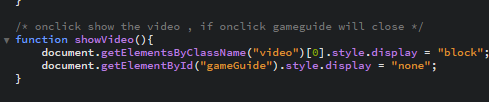 }
/* onclick show the video , if onclick gameguide will close */
function showVideo(){
document.getElementsByClassName("video")[0].style.display = "block";
document.getElementById("gameGuide").style.display = "none";
}